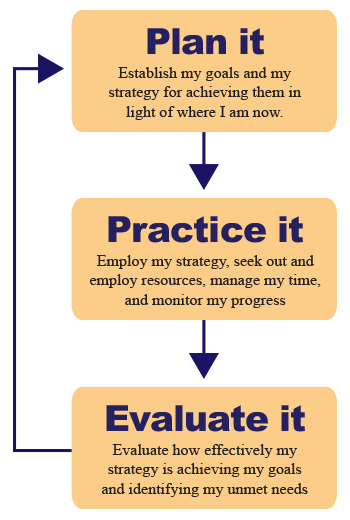 Plan it
Establish my goals and my
strategy for achieving them in
light of where I am now.
Practice it
Employ my strategy, seek out and
employ resources, manage my time,
and monitor my progress
Evaluate it
Evaluate how effectively my
strategy is achieving my goals
and identifying my unmet needs